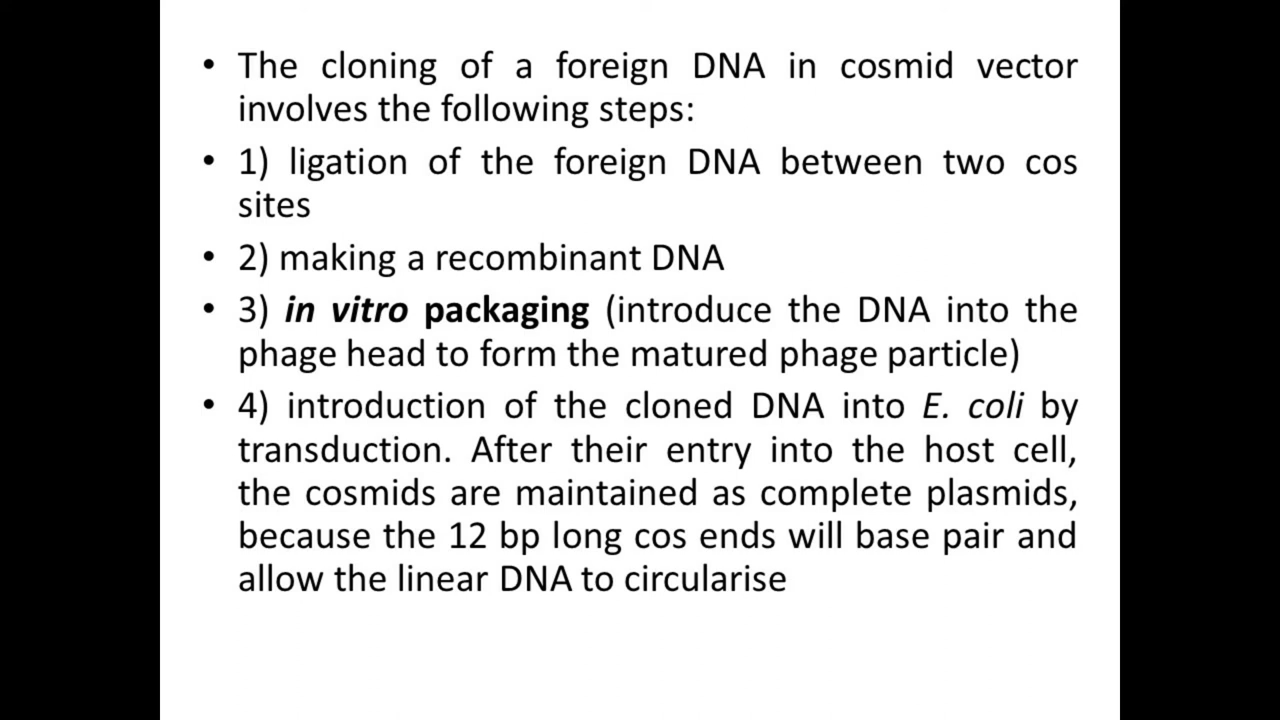 • The cloning of a foreign DNA in cosmid vector
involves the following steps:
• 1) ligation of the foreign DNA between two cos
sites
• 2) making a recombinant DNA
• 3) in vitro packaging (introduce the DNA into the
phage head to form the matured phage particle)
• 4) introduction of the cloned DNA into E. coli by
transduction. After their entry into the host cell,
the cosmids are maintained as complete plasmids,
because the 12 bp long cos ends will base pair and
allow the linear DNA to circularise